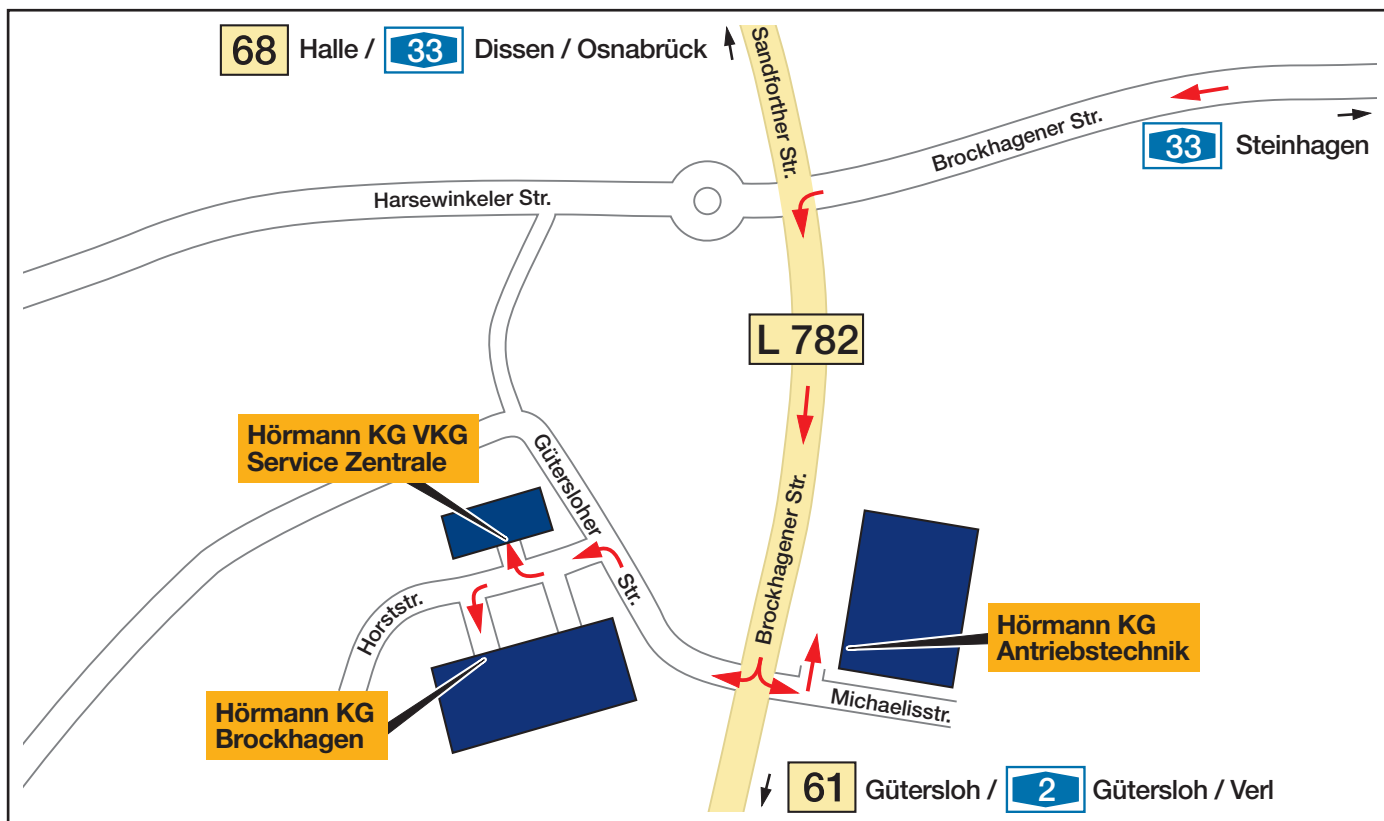 68 Halle / 33 Dissen / Osnabrück
Sandforther Str.
Brockhagener Str.
33 Steinhagen
Harsewinkeler Str.
L 782
Hörmann KG VKG
Service Zentrale
Gütersloher
Str.
Brockhagener Str.
Horststr.
Hörmann KG
Antriebstechnik
Hörmann KG
Brockhagen
Michaelisstr.
61 Gütersloh / 2 Gütersloh / Verl